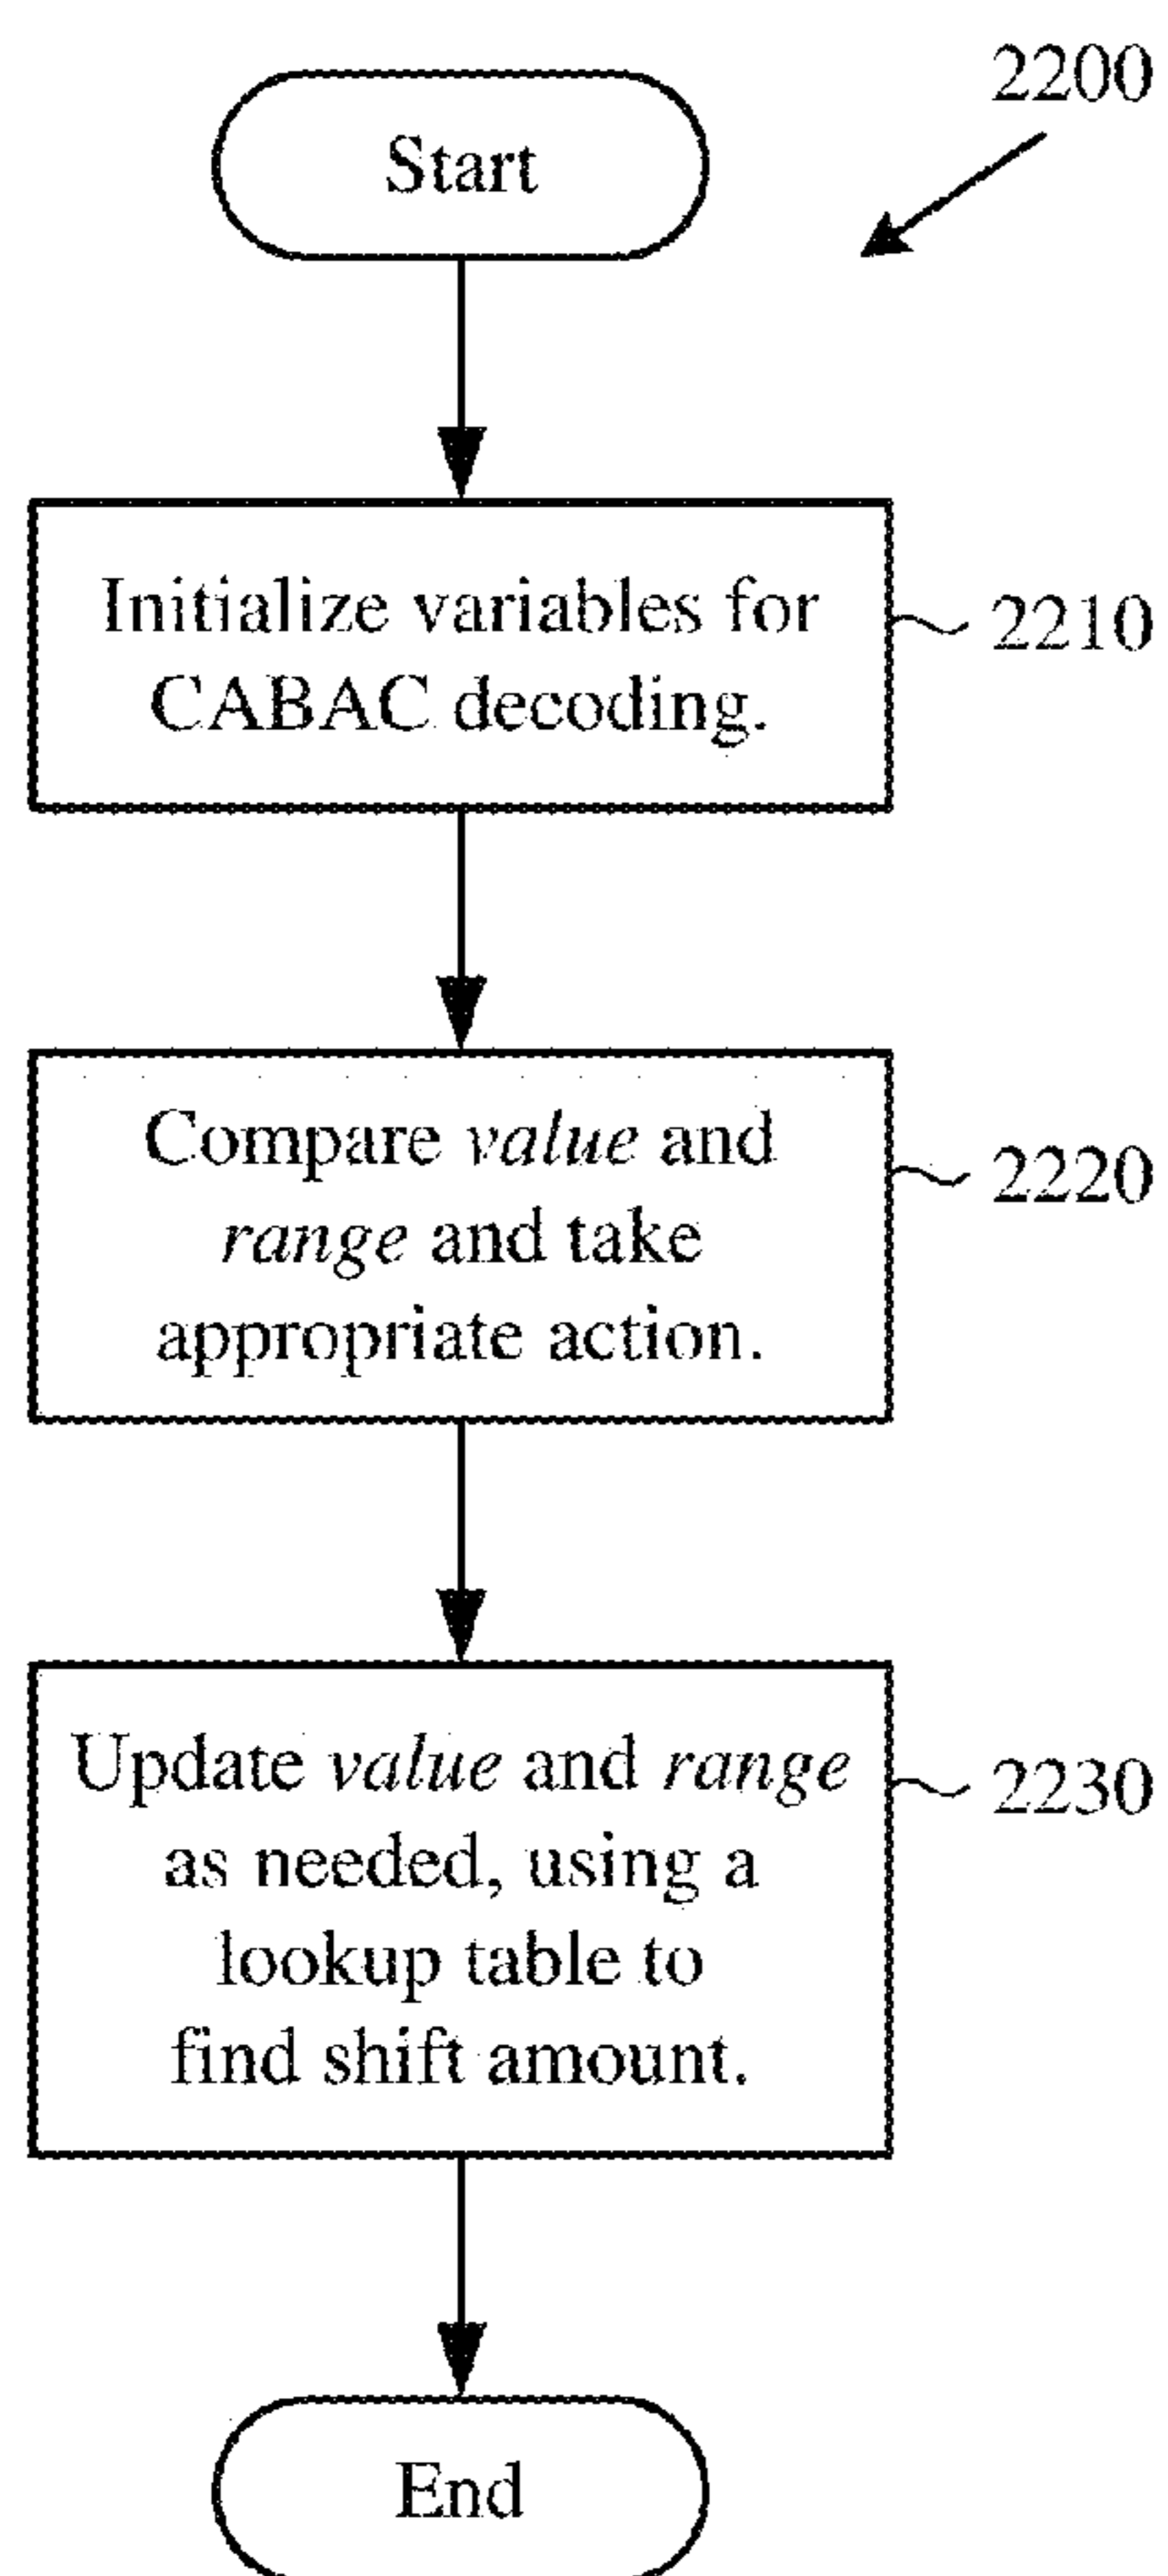 2200
Start
Initialize variables for
CABAC decoding.
2210
Compare value and
range and take
appropriate action.
2220
Update value and range
as needed, using a
lookup table to
find shift amount.
2230
End